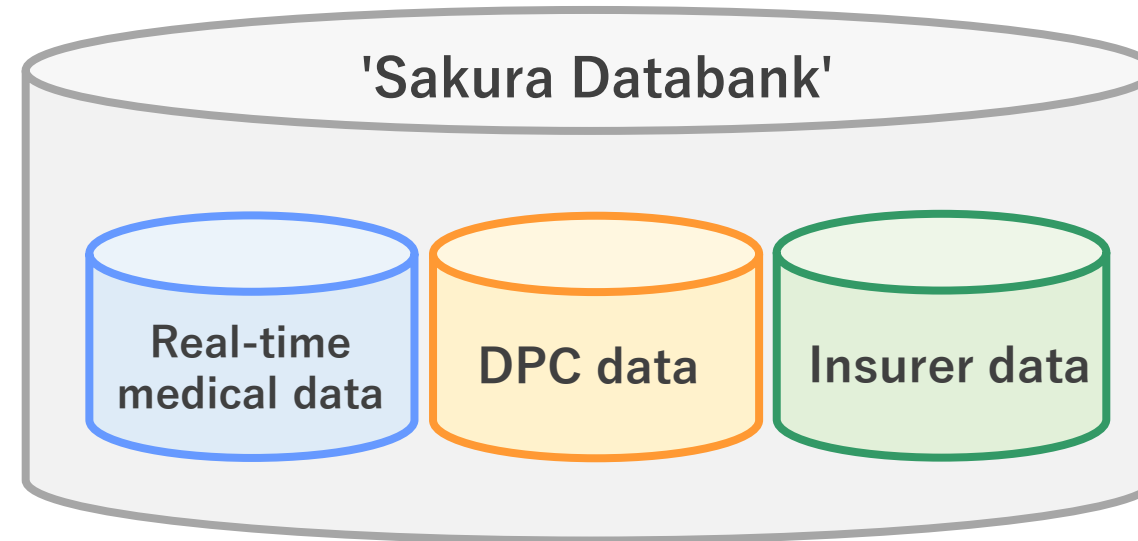 'Sakura Databank'
Real-time
medical data
DPC data
Insurer data